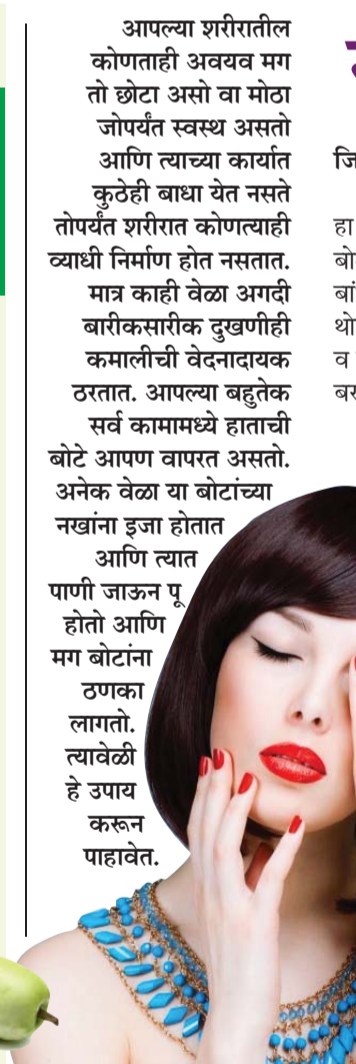 आपल्या शरीरातील
कोणताही अवयव मग
तो छोटा असो वा मोठा
जोपर्यंत स्वस्थ असतो
आणि त्याच्या कार्यात
कुठेही बाधा येत नसते
तोपर्यंत शरीरात कोणत्याही
व्याधी निर्माण होत नसतात.
मात्र काही वेळा अगदी
बारीकसारीक दुखणीही
कमालीची वेदनादायक
ठरतात. आपल्या बहुतेक
सर्व कामामध्ये हाताची
बोटे आपण वापरत असतो.
अनेक वेळा या बोटांच्या
नखांना इजा होतात
आणि त्यात
पाणी जाऊन पू
होतो आणि
मग बोटांना
ठणका
लागतो.
त्यावेळी
हे उपाय
करून
पाहावेत.
हा
व